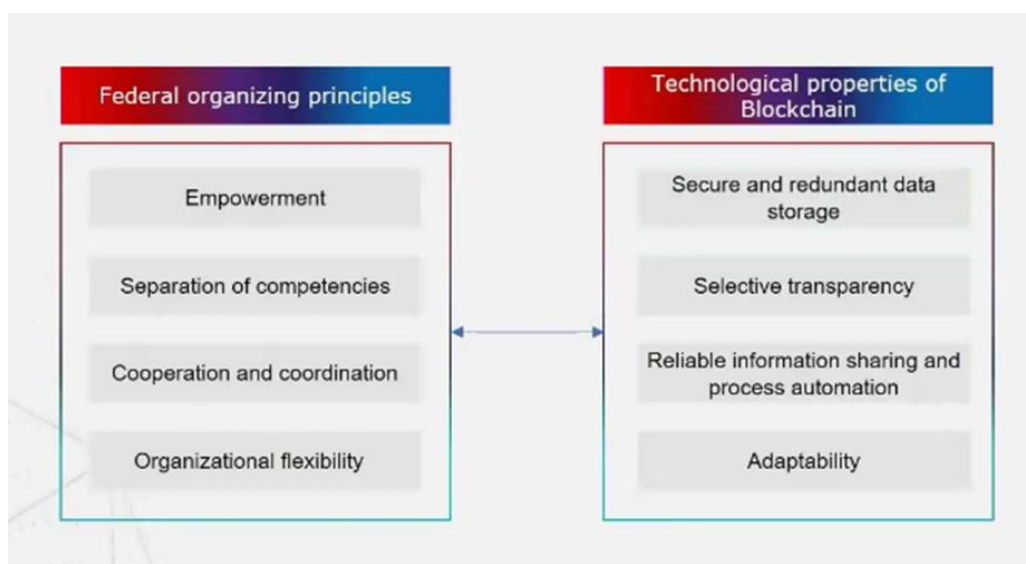 Federal organizing principles
Empowerment
Separation of competencies
Cooperation and coordination
Organizational flexibility
Technological properties of
Blockchain
Secure and redundant data
storage
Selective transparency
Reliable information sharing and
process automation
Adaptability